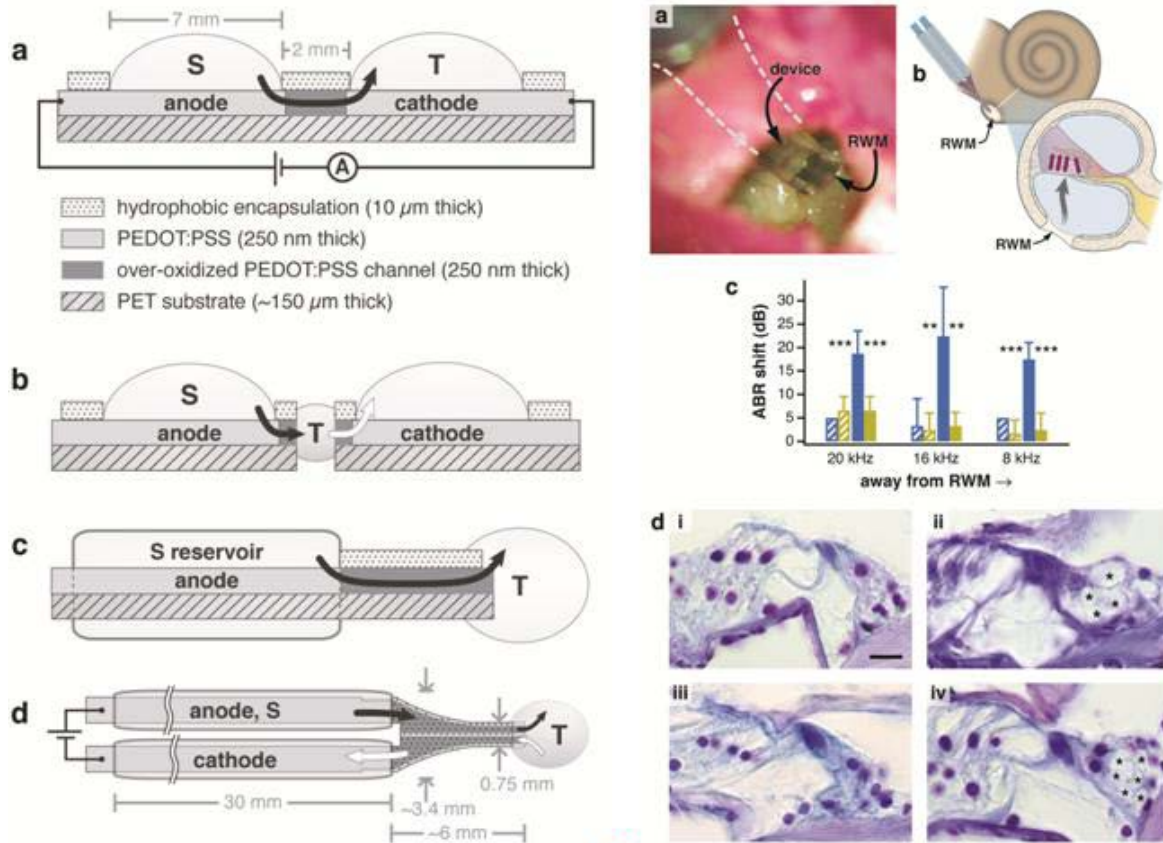 a
7 mm
2 mm
S
T
anode
cathode
A
hydrophobic encapsulation (10 µm thick)
PEDOT:PSS (250 nm thick)
over-oxidized PEDOT:PSS channel (250 nm thick)
PET substrate (~150 µm thick)
b
S
T
anode
cathode
c
S reservoir
anode
T
d
anode, S
cathode
T
0.75 mm
30 mm
~3.4 mm
~6 mm
a
device
RWM
b
RWM
RWM
c
ABR shift (dB)
30
25
20
15
10
5
0
*** ***
** **
*** ***
20 kHz 16 kHz 8 kHz
away from RWM →
d i
ii
* * * * *
iii
iv
* * * * * *